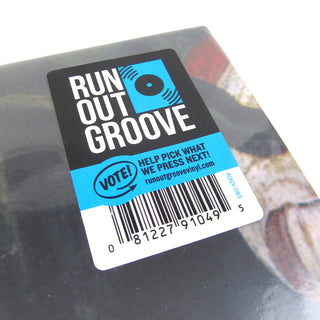 RUN
OUT
GROOVE
VOTE!
HELP PICK WHAT
WE PRESS NEXT!
runoutgroovevinyl.com
0 81227 91049 5